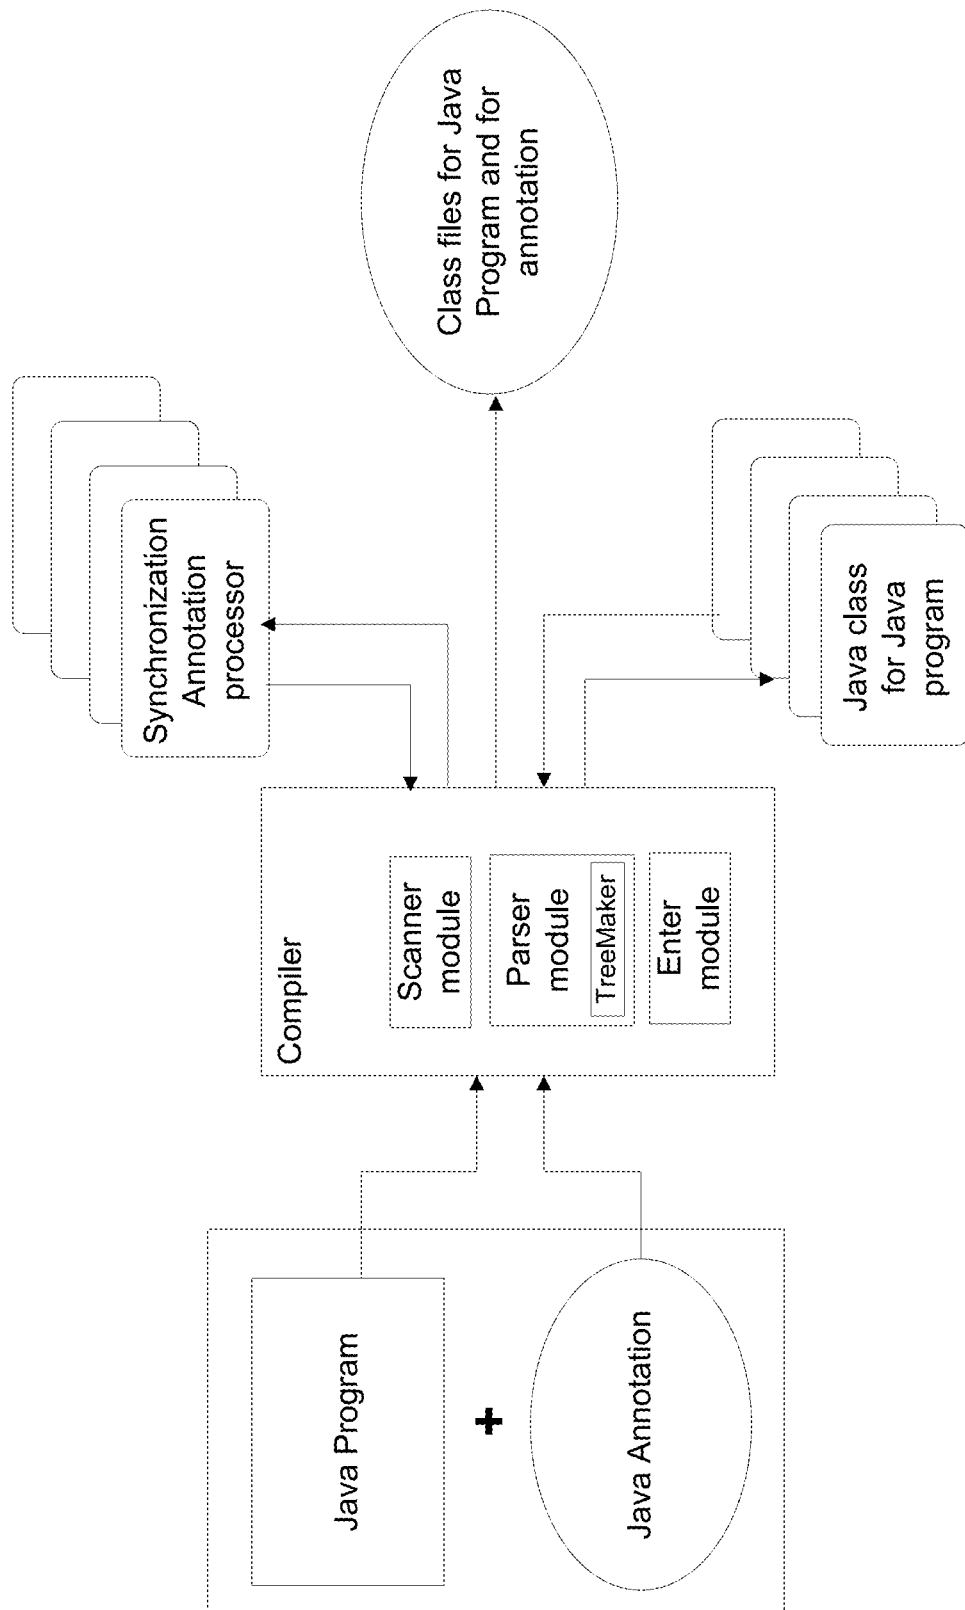 Java Program
+
Java Annotation
Compiler
Scanner
module
Parser
module
TreeMaker
Enter
module
Synchronization
Annotation
processor
Java class
for Java
program
Class files for Java
Program and for
annotation